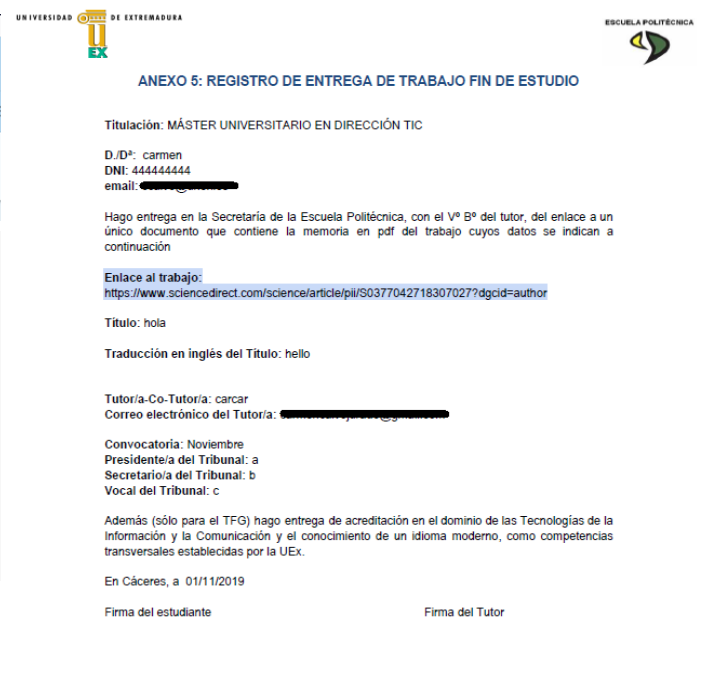 UNIVERSIDAD DE EXTREMADURA
UEX
ESCUELA POLITÉCNICA
ANEXO 5: REGISTRO DE ENTREGA DE TRABAJO FIN DE ESTUDIO
Titulación: MÁSTER UNIVERSITARIO EN DIRECCIÓN TIC
D./Dª: carmen
DNI: 444444444
email:
Hago entrega en la Secretaría de la Escuela Politécnica, con el Vº Bº del tutor, del enlace a un
único documento que contiene la memoria en pdf del trabajo cuyos datos se indican a
continuación
Enlace al trabajo:
https://www.sciencedirect.com/science/article/pii/S0377042718307027?dgcid=author
Título: hola
Traducción en inglés del Título: hello
Tutor/a-Co-Tutor/a: carcar
Correo electrónico del Tutor/a:
Convocatoria: Noviembre
Presidente/a del Tribunal: a
Secretario/a del Tribunal: b
Vocal del Tribunal: c
Además (sólo para el TFG) hago entrega de acreditación en el dominio de las Tecnologías de la
Información y la Comunicación y el conocimiento de un idioma moderno, como competencias
transversales establecidas por la UEx.
En Cáceres, a 01/11/2019
Firma del estudiante
Firma del Tutor